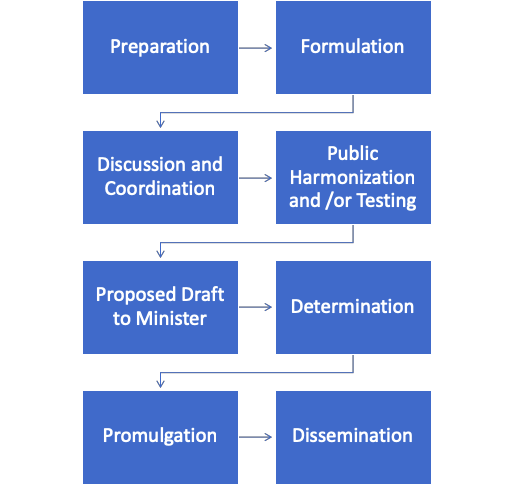 Preparation
Formulation
Discussion and
Coordination
Public
Harmonization
and /or Testing
Proposed Draft
to Minister
Determination
Promulgation
Dissemination